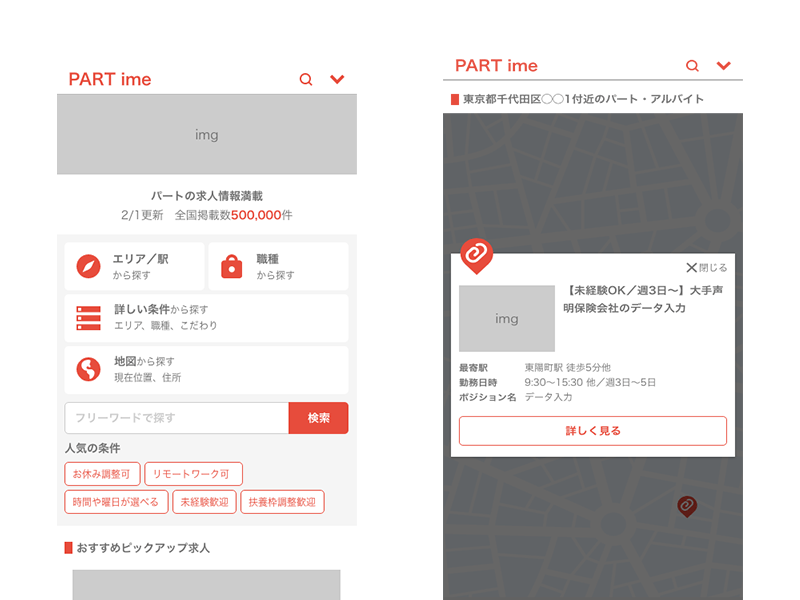 PART ime
img
パートの求人情報満載
2/1更新　全国掲載数500,000件
エリア／駅
から探す
職種
から探す
詳しい条件から探す
エリア、職種、こだわり
地図から探す
現在位置、住所
フリーワードで探す
検索
人気の条件
お休み調整可
リモートワーク可
時間や曜日が選べる
未経験歓迎
扶養枠調整歓迎
おすすめピックアップ求人
PART ime
東京都千代田区◯◯1付近のパート・アルバイト
閉じる
img
【未経験OK／週3日〜】大手声
明保険会社のデータ入力
最寄駅　東陽町駅 徒歩5分他
勤務日時　9:30〜15:30 他／週3日〜5日
ポジション名　データ入力
詳しく見る